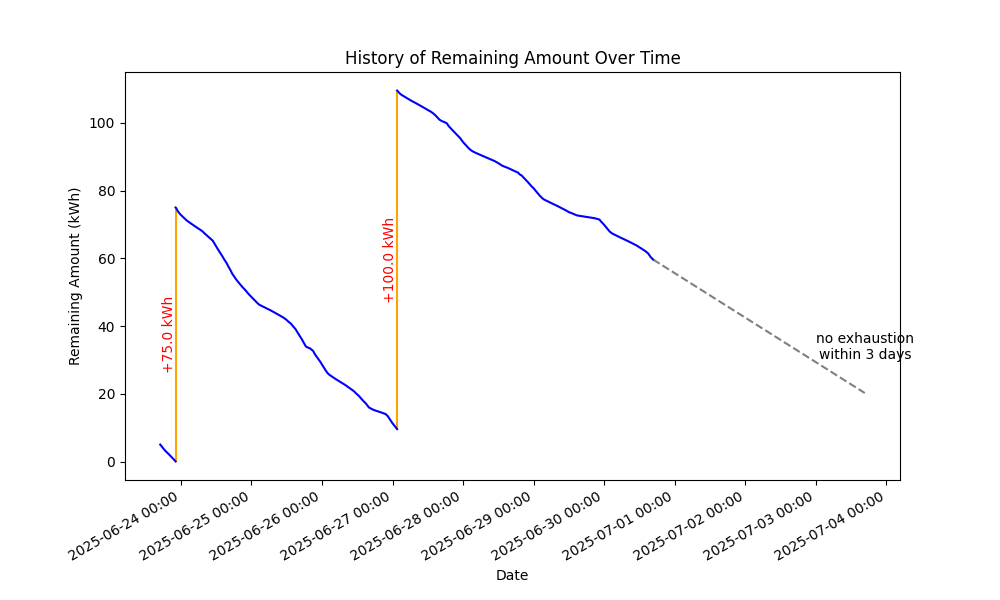 History of Remaining Amount Over Time
Remaining Amount (kWh)
100
80
60
40
20
0
+75.0 kWh
+100.0 kWh
no exhaustion
within 3 days
2025-06-24 00:00
2025-06-25 00:00
2025-06-26 00:00
2025-06-27 00:00
2025-06-28 00:00
2025-06-29 00:00
2025-06-30 00:00
2025-07-01 00:00
2025-07-02 00:00
2025-07-03 00:00
2025-07-04 00:00
Date